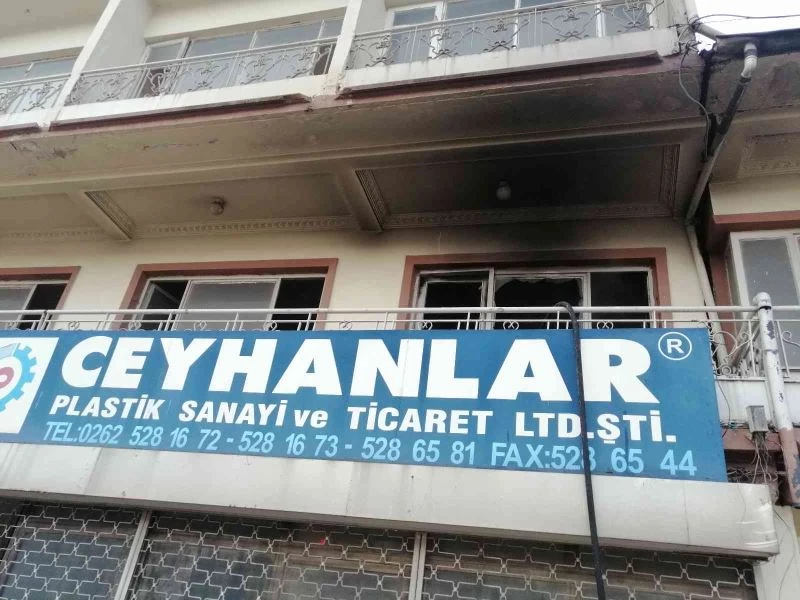 CEYHANLAR ®
PLASTİK SANAYİ ve TİCARET LTD.ŞTİ.
TEL:0262 528 16 72 - 528 16 73 - 528 65 81 FAX:528 65 44